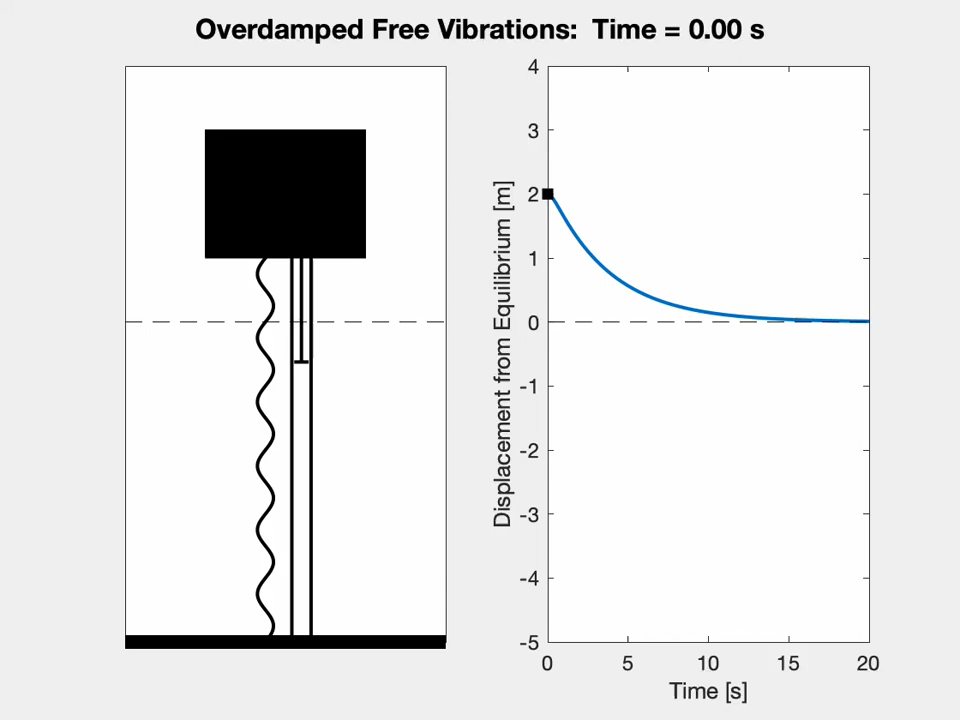 Overdamped Free Vibrations:  Time = 0.00 s
Displacement from Equilibrium [m]
4
3
2
1
0
-1
-2
-3
-4
-5
0 5 10 15 20
Time [s]